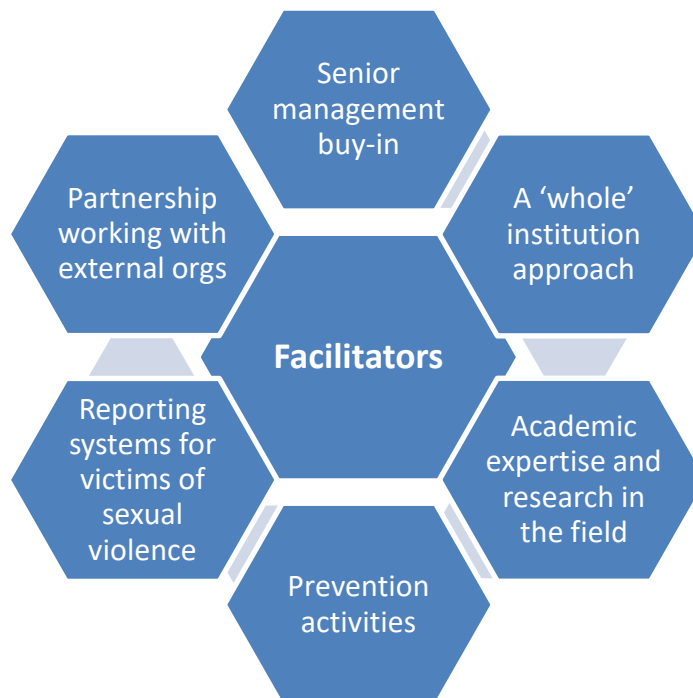 Senior
management
buy-in
A ‘whole’
institution
approach
Academic
expertise and
research in
the field
Prevention
activities
Reporting
systems for
victims of
sexual
violence
Partnership
working with
external orgs
Facilitators